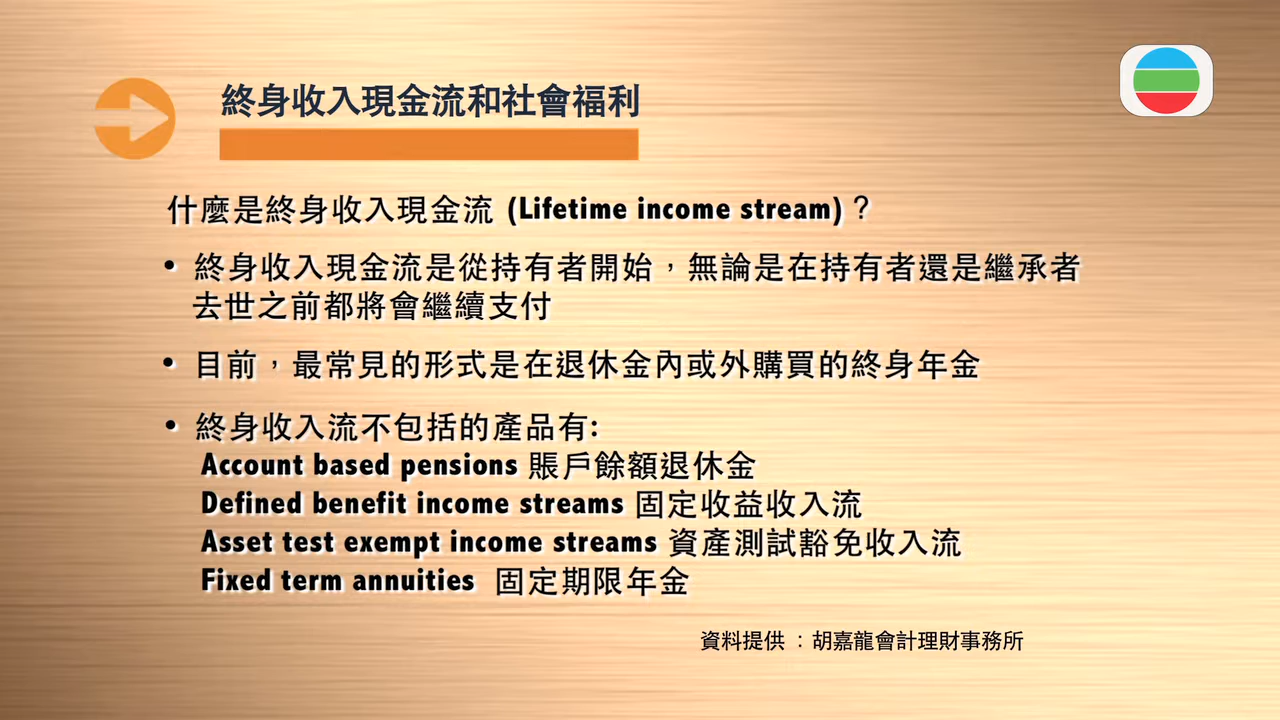 終身收入現金流和社會福利
什麼是終身收入現金流 (Lifetime income stream)？
• 終身收入現金流是從持有者開始，無論是在持有者還是繼承者
去世之前都將會繼續支付
• 目前，最常見的形式是在退休金內或外購買的終身年金
• 終身收入流不包括的產品有:
Account based pensions 賬戶餘額退休金
Defined benefit income streams 固定收益收入流
Asset test exempt income streams 資產測試豁免收入流
Fixed term annuities 固定期限年金
資料提供：胡嘉龍會計理財事務所